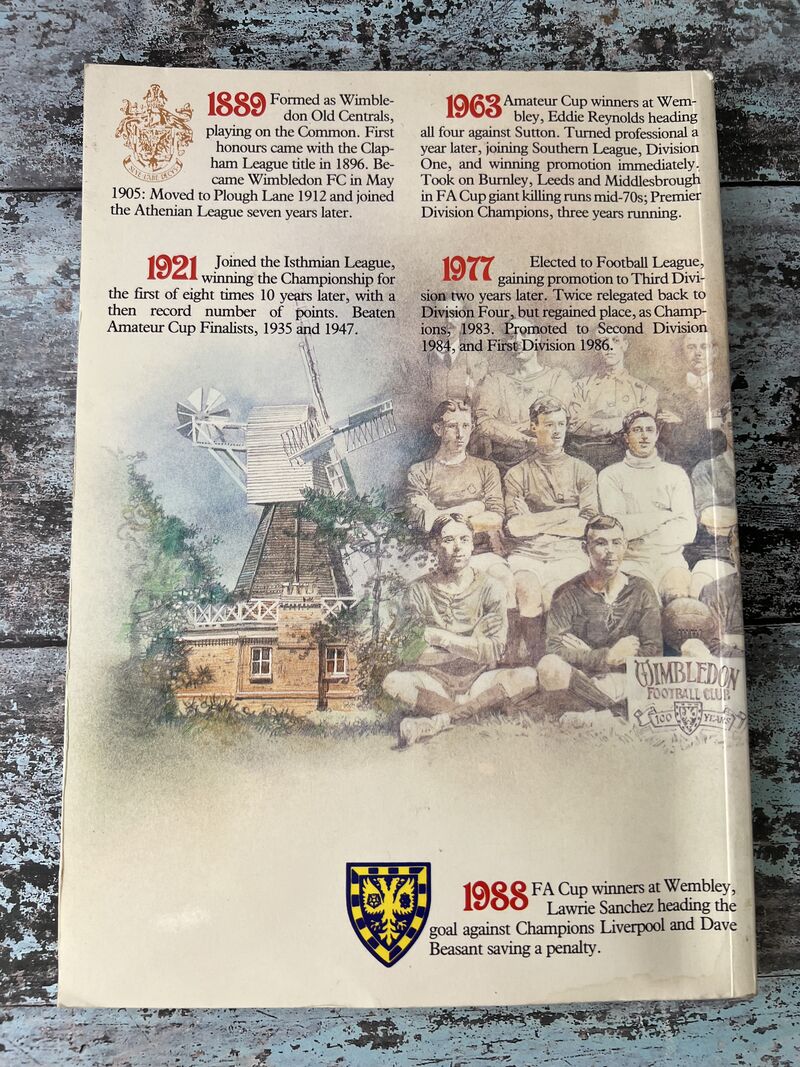 1889 Formed as Wimble-
don Old Centrals,
playing on the Common. First
honours came with the Clap-
ham League title in 1896. Be-
came Wimbledon FC in May
1905: Moved to Plough Lane 1912 and joined
the Athenian League seven years later.
1963 Amateur Cup winners at Wem-
bley, Eddie Reynolds heading
all four against Sutton. Turned professional a
year later, joining Southern League, Division
One, and winning promotion immediately.
Took on Burnley, Leeds and Middlesbrough
in FA Cup giant killing runs mid-70s; Premier
Division Champions, three years running.
1921 Joined the Isthmian League,
winning the Championship for
the first of eight times 10 years later, with a
then record number of points. Beaten
Amateur Cup Finalists, 1935 and 1947.
1977 Elected to Football League,
gaining promotion to Third Divi-
sion two years later. Twice relegated back to
Division Four, but regained place, as Champ-
ions, 1983. Promoted to Second Division
1984, and First Division 1986.
WIMBLEDON
FOOTBALL CLUB
100 YEARS
1988 FA Cup winners at Wembley,
Lawrie Sanchez heading the
goal against Champions Liverpool and Dave
Beasant saving a penalty.